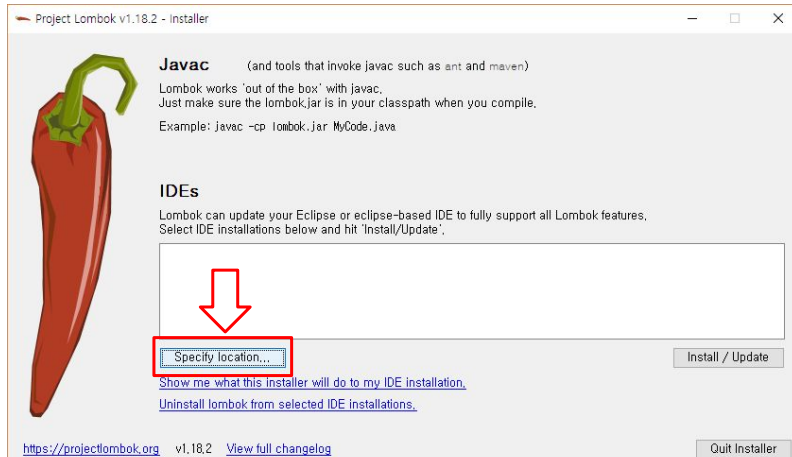 Project Lombok v1.18.2 - Installer
Javac (and tools that invoke javac such as ant and maven)
Lombok works 'out of the box' with javac.
Just make sure the lombok.jar is in your classpath when you compile.
Example: javac -cp lombok.jar MyCode.java
IDEs
Lombok can update your Eclipse or eclipse-based IDE to fully support all Lombok features.
Select IDE installations below and hit 'Install/Update'.
Specify location...
Install / Update
Show me what this installer will do to my IDE installation.
Uninstall lombok from selected IDE installations.
https://projectlombok.org v1.18.2 View full changelog
Quit Installer